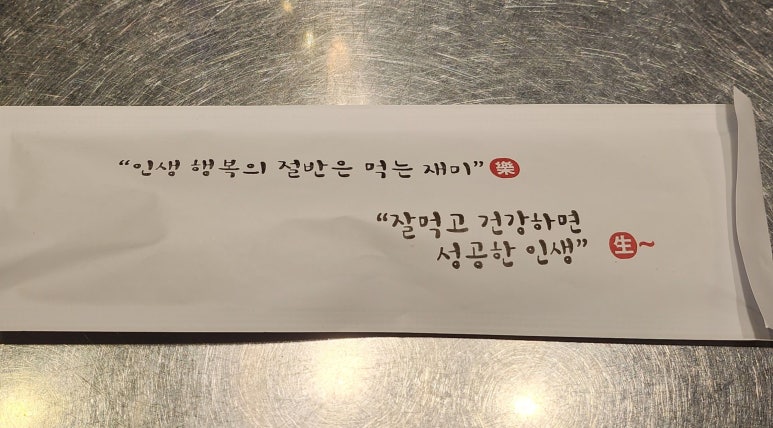 “인생 행복의 절반은 먹는 재미” 樂
“잘먹고 건강하면
성공한 인생” 生~